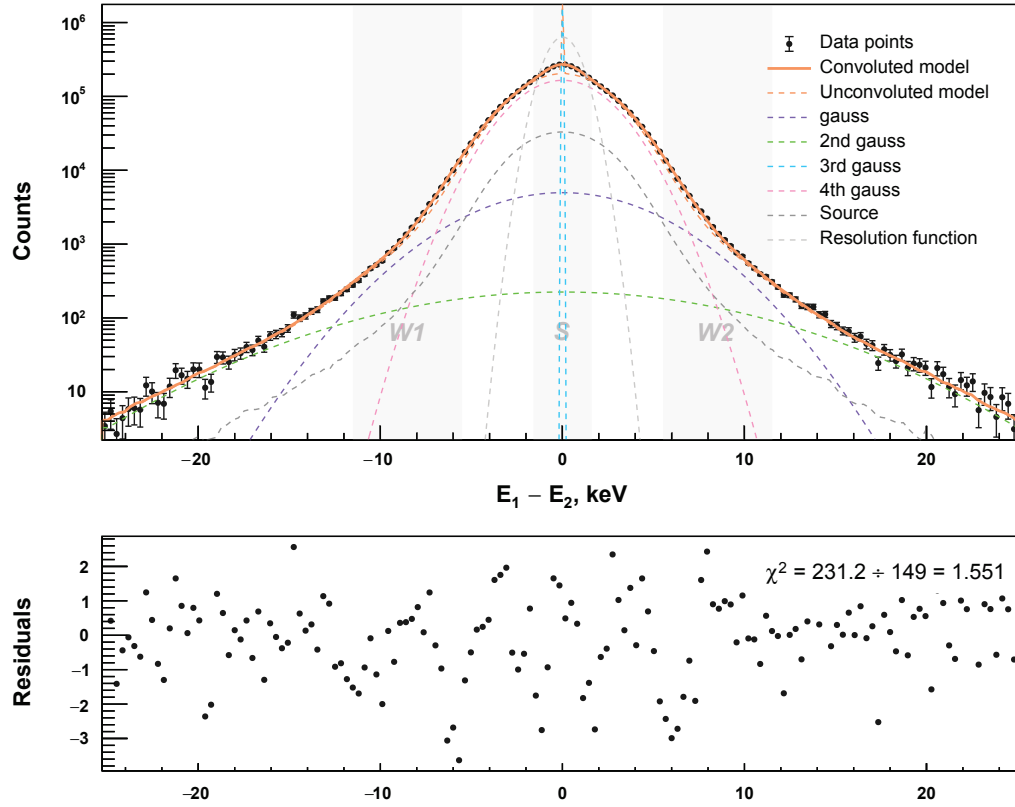 10⁶
10⁵
10⁴
10³
10²
10
Counts
Data points
Convoluted model
Unconvoluted model
gauss
2nd gauss
3rd gauss
4th gauss
Source
Resolution function
W1 S W2
−20 −10 0 10 20
E₁ − E₂, keV
2
1
0
−1
−2
−3
Residuals
χ² = 231.2 ÷ 149 = 1.551
−20 −10 0 10 20